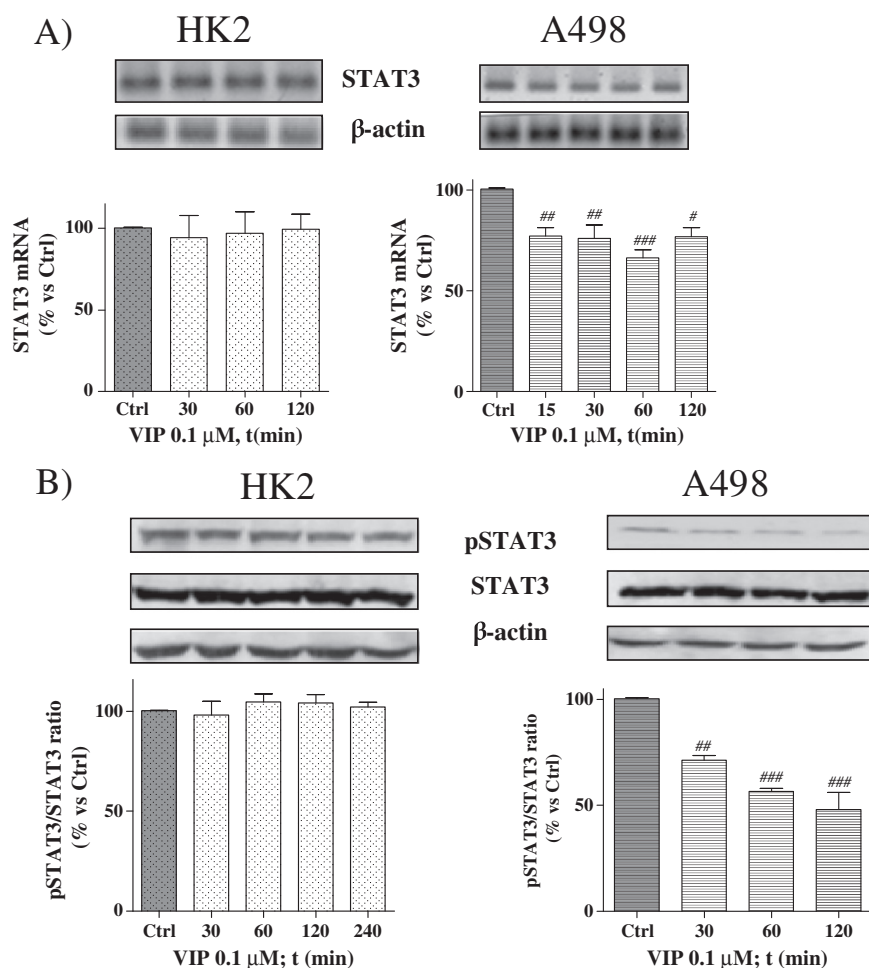 A)
HK2
A498
STAT3
β-actin
STAT3 mRNA
(% vs Ctrl)
100
50
0
Ctrl 30 60 120
VIP 0.1 μM, t(min)
STAT3 mRNA
(% vs Ctrl)
100
50
0
## ## ### #
Ctrl 15 30 60 120
VIP 0.1 μM, t(min)
B)
HK2
A498
pSTAT3
STAT3
β-actin
pSTAT3/STAT3 ratio
(% vs Ctrl)
100
50
0
Ctrl 30 60 120 240
VIP 0.1 μM; t (min)
pSTAT3/STAT3 ratio
(% vs Ctrl)
100
50
0
## ### ###
Ctrl 30 60 120
VIP 0.1 μM; t (min)